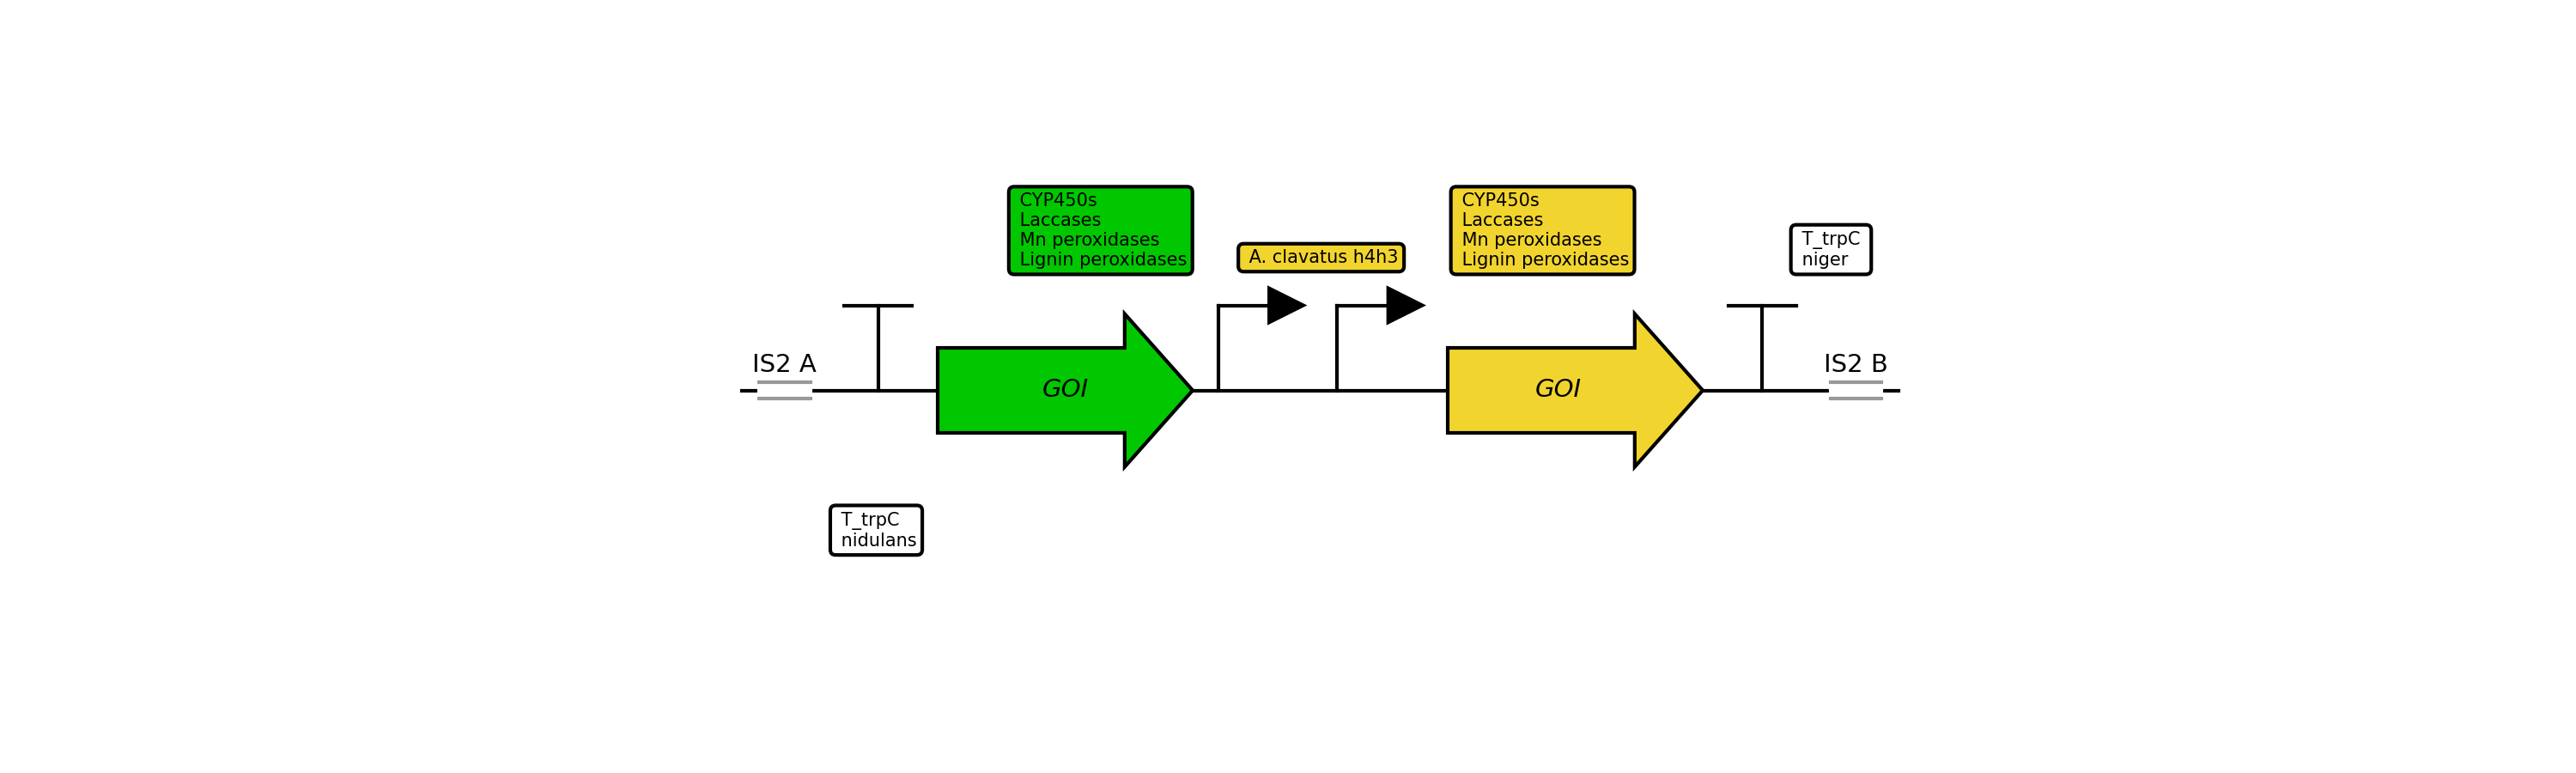 CYP450s
Laccases
Mn peroxidases
Lignin peroxidases
A. clavatus h4h3
CYP450s
Laccases
Mn peroxidases
Lignin peroxidases
T_trpC
niger
IS2 A
GOI
GOI
IS2 B
T_trpC
nidulans